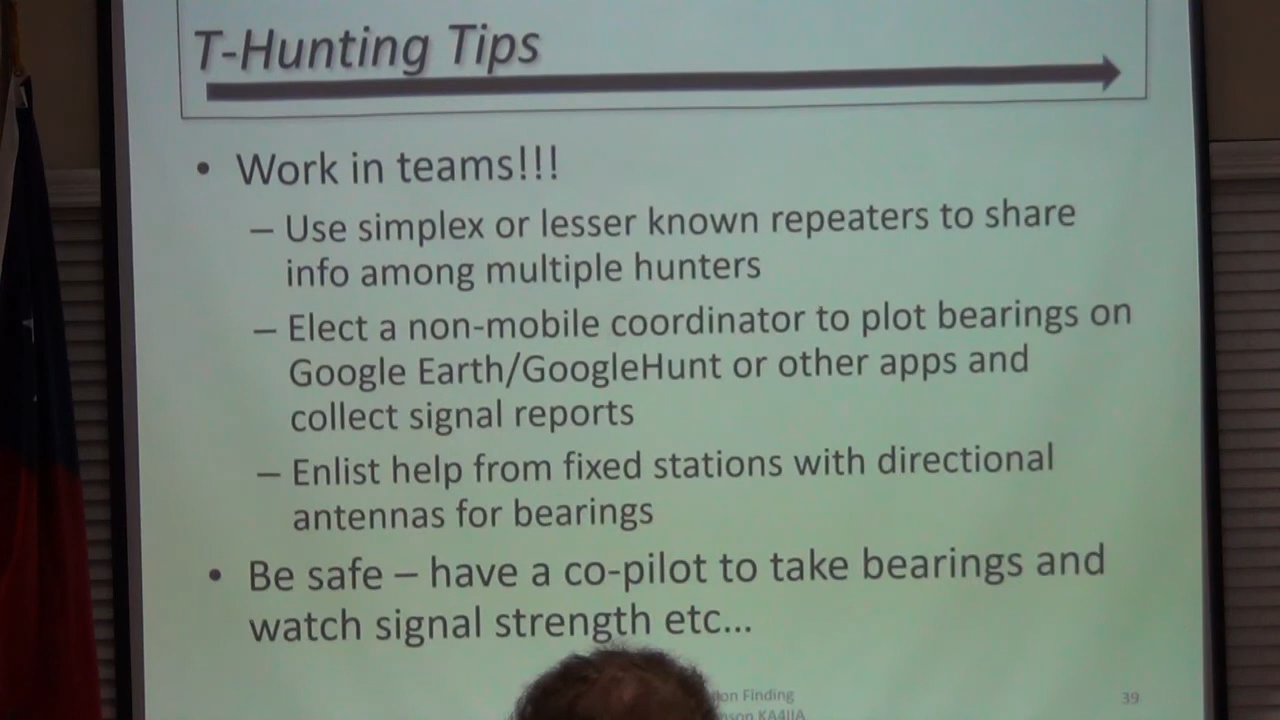 T-Hunting Tips
• Work in teams!!!
– Use simplex or lesser known repeaters to share
info among multiple hunters
– Elect a non-mobile coordinator to plot bearings on
Google Earth/GoogleHunt or other apps and
collect signal reports
– Enlist help from fixed stations with directional
antennas for bearings
• Be safe – have a co-pilot to take bearings and
watch signal strength etc...
Finding
39